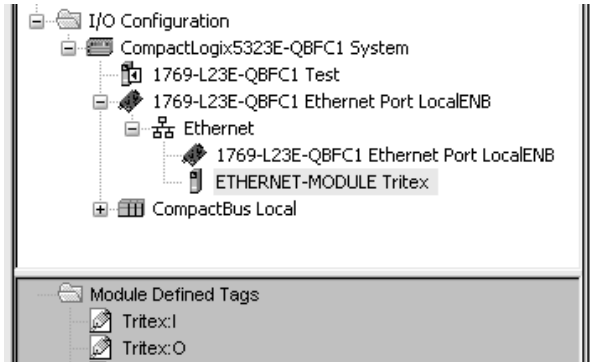 I/O Configuration
CompactLogix5323E-QBFC1 System
1769-L23E-QBFC1 Test
1769-L23E-QBFC1 Ethernet Port LocalENB
Ethernet
1769-L23E-QBFC1 Ethernet Port LocalENB
ETHERNET-MODULE Tritex
CompactBus Local
Module Defined Tags
Tritex:I
Tritex:O